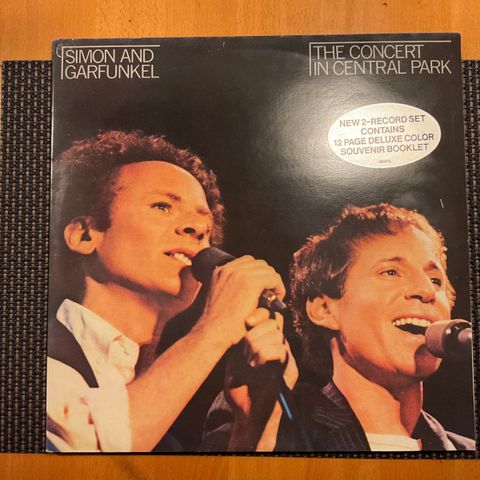 SIMON AND
GARFUNKEL
THE CONCERT
IN CENTRAL PARK
NEW 2-RECORD SET
CONTAINS
12 PAGE DELUXE COLOR
SOUVENIR BOOKLET